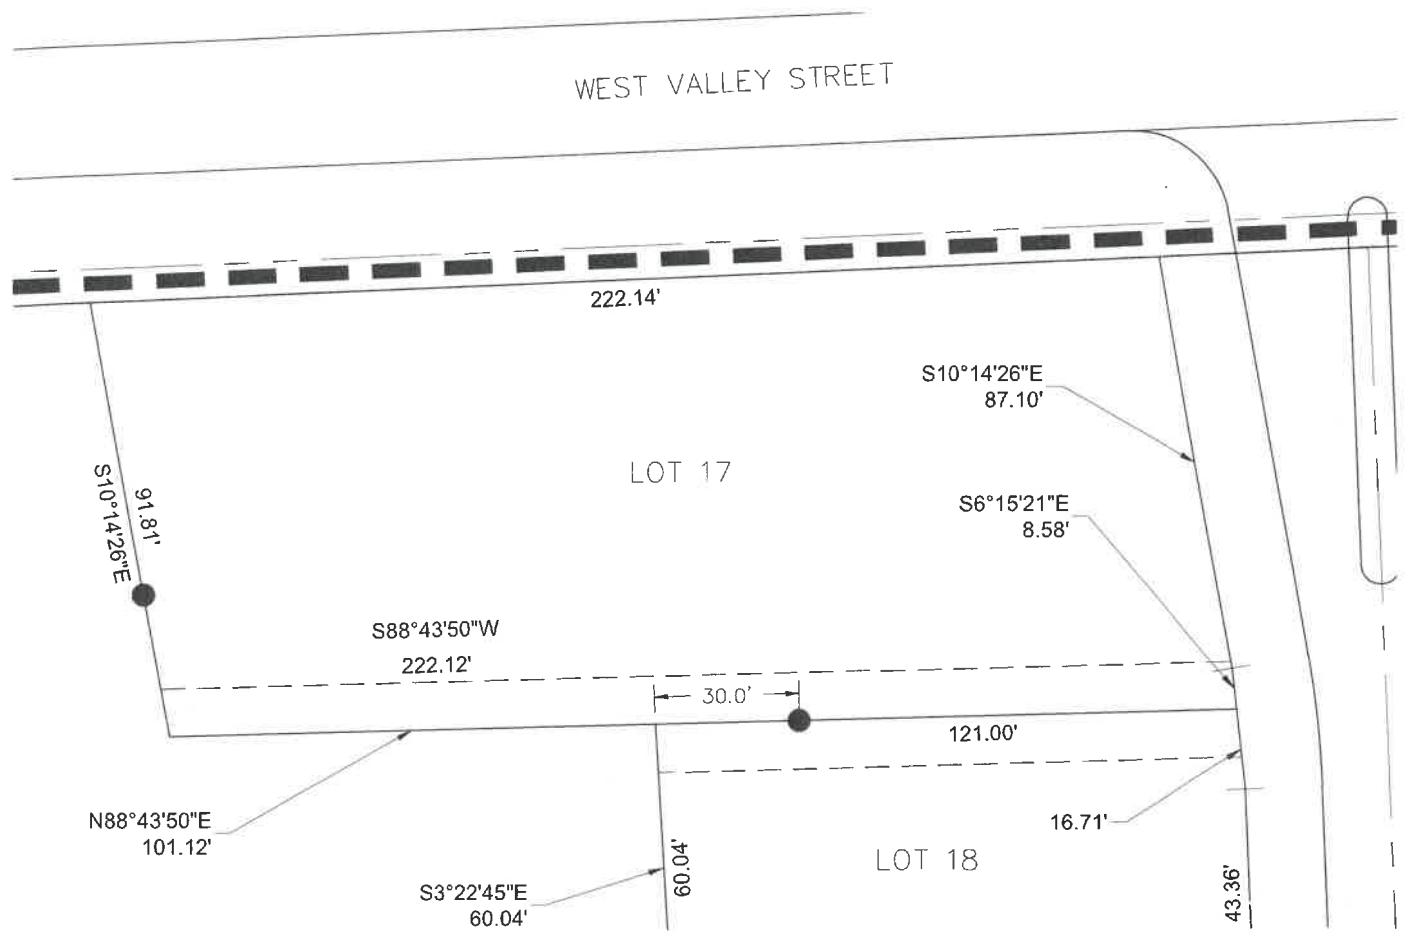 WEST VALLEY STREET
222.14'
S10°14'26"E
87.10'
LOT 17
S10°14'26"E
91.81'
S6°15'21"E
8.58'
S88°43'50"W
222.12'
30.0'
121.00'
N88°43'50"E
101.12'
16.71'
LOT 18
60.04'
S3°22'45"E
60.04'
43.36'